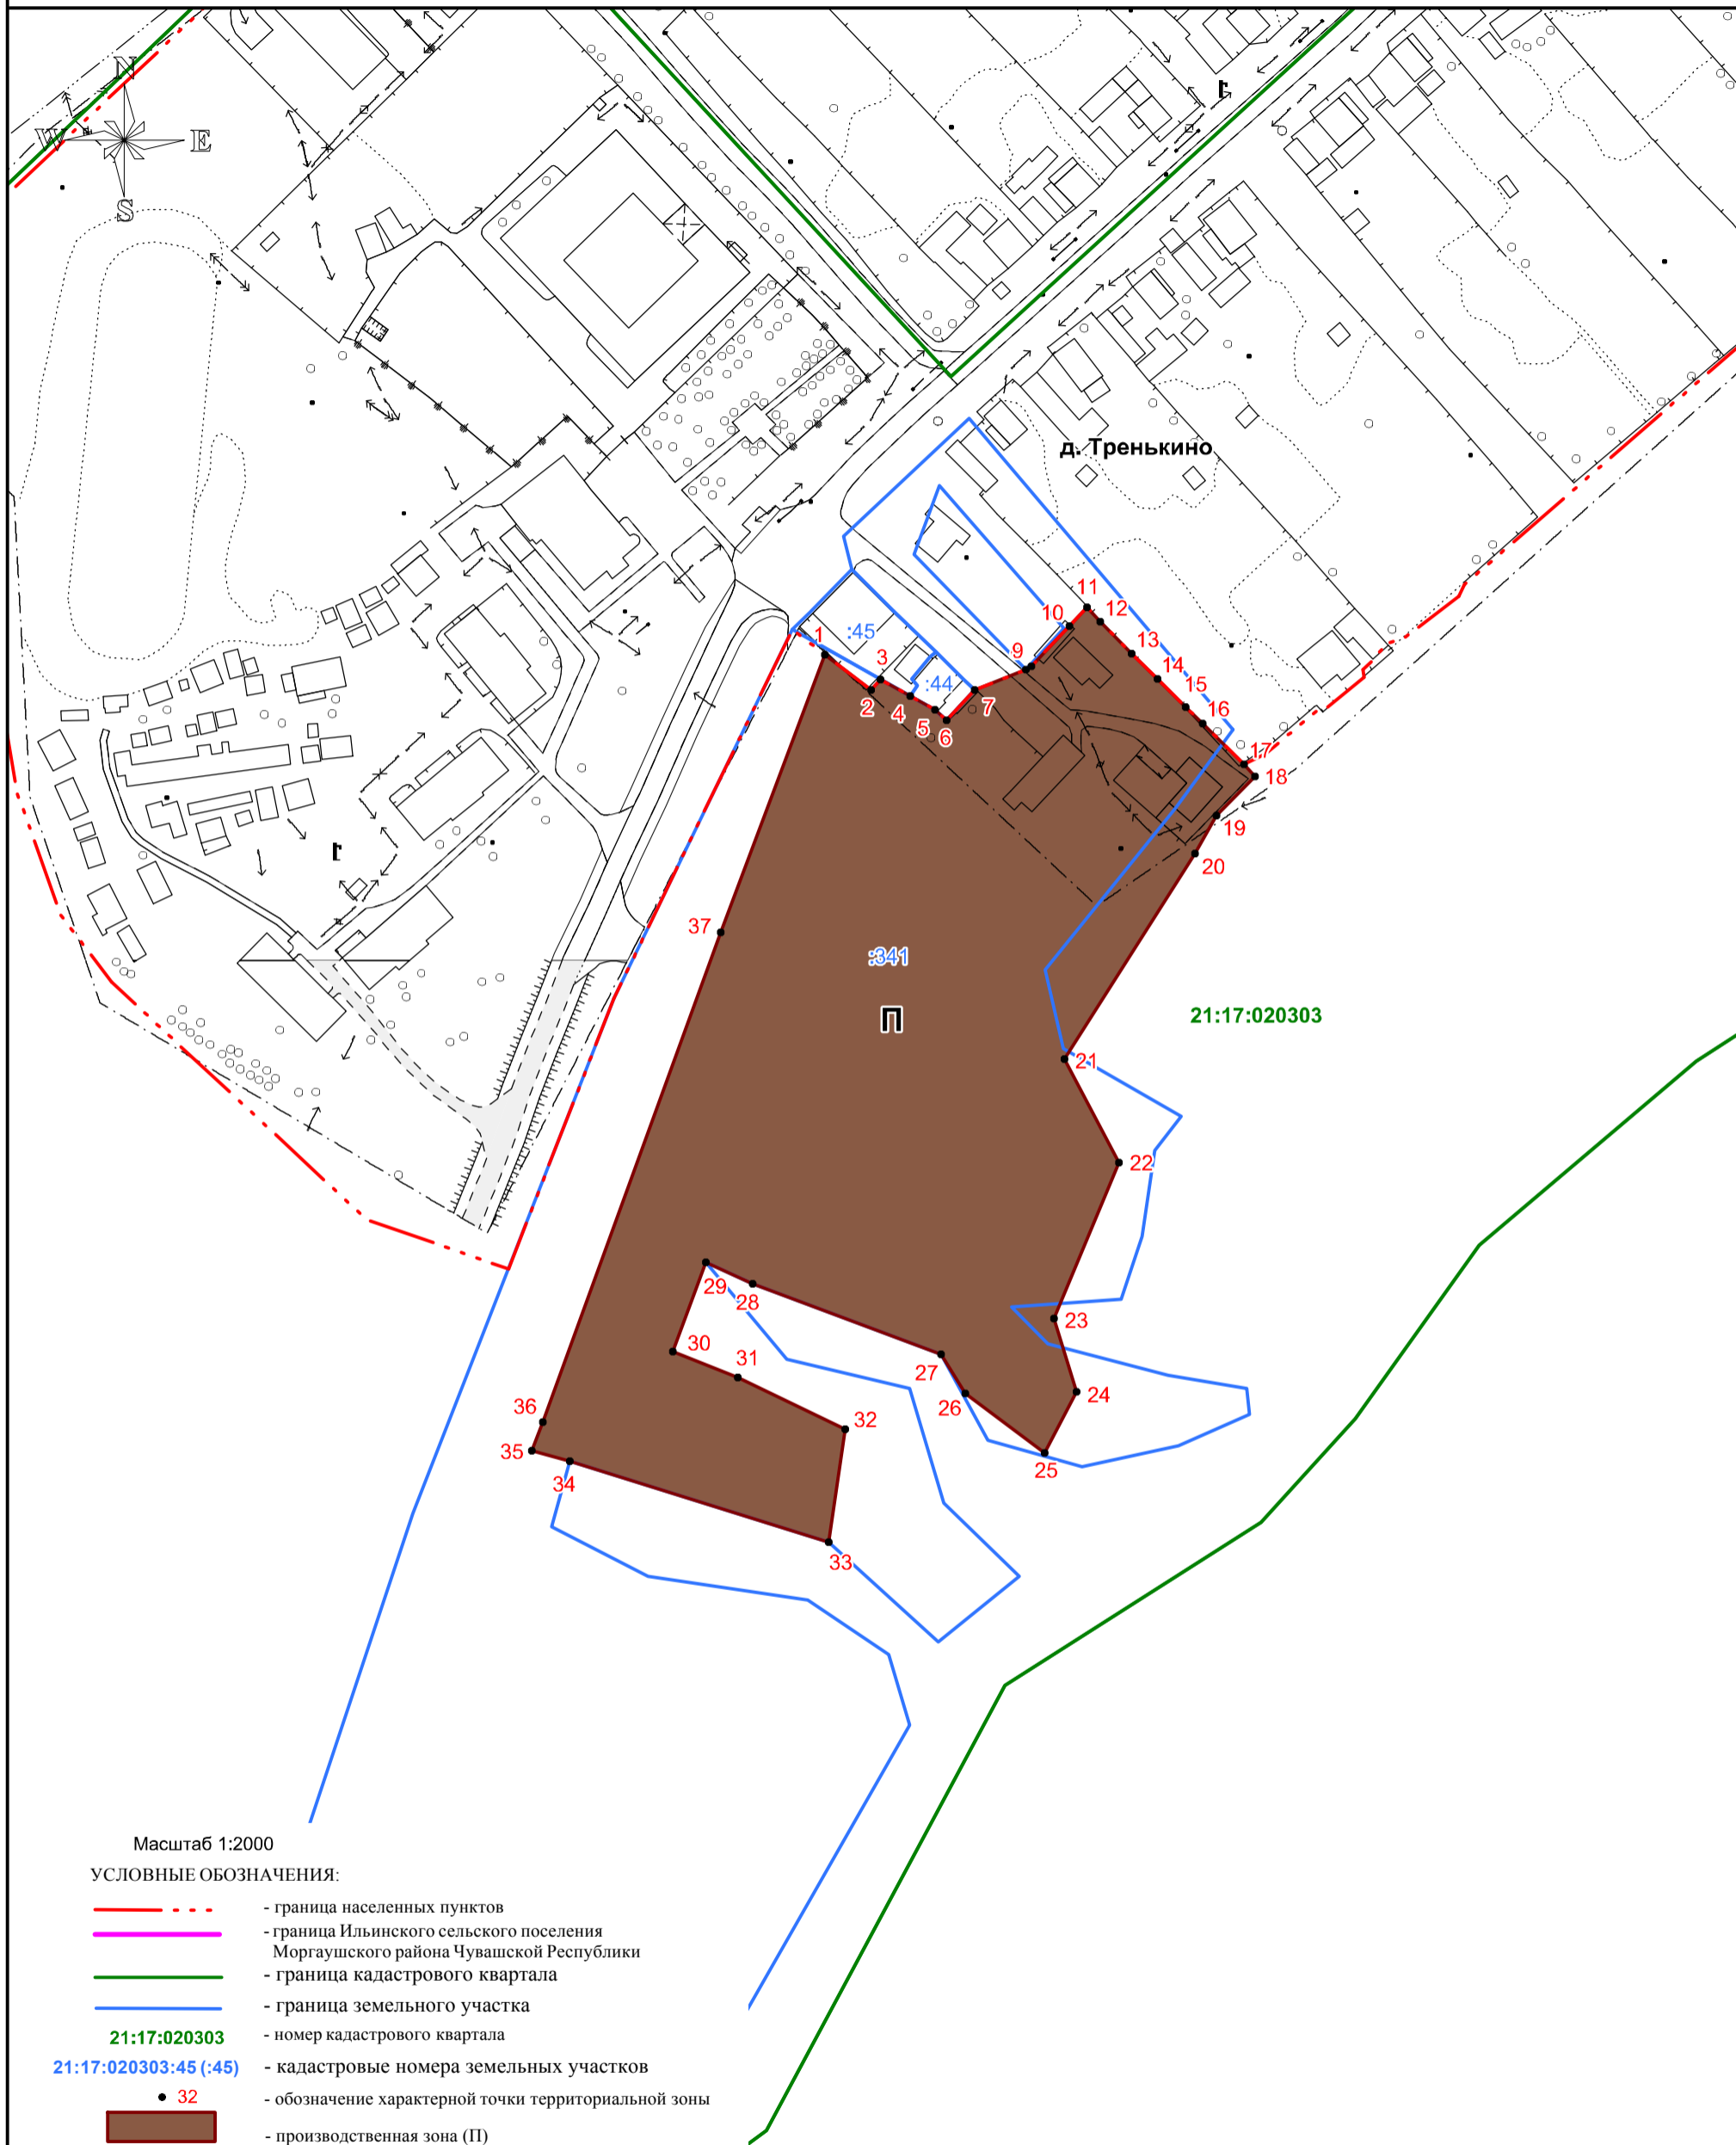 N
W E
S
д. Тренькино
11
10 12
1 :45 13
9
3 14
:44
2 4 7 15
5 6 16
17
18
19
20
37
:341
П
21:17:020303
21
22
29
28
23
30
31
27
24
26
36
32
35
25
34
33
Масштаб 1:2000
УСЛОВНЫЕ ОБОЗНАЧЕНИЯ:
- граница населенных пунктов
- граница Ильинского сельского поселения
Моргаушского района Чувашской Республики
- граница кадастрового квартала
- граница земельного участка
21:17:020303 - номер кадастрового квартала
21:17:020303:45 (:45) - кадастровые номера земельных участков
32 - обозначение характерной точки территориальной зоны
- производственная зона (П)